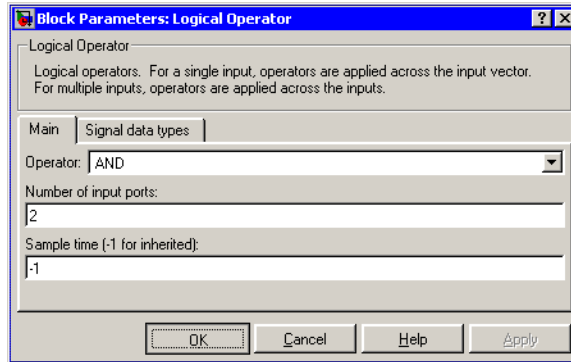 Block Parameters: Logical Operator
Logical Operator
Logical operators. For a single input, operators are applied across the input vector.
For multiple inputs, operators are applied across the inputs.
Main
Signal data types
Operator: AND
Number of input ports:
2
Sample time (-1 for inherited):
-1
OK
Cancel
Help
Apply